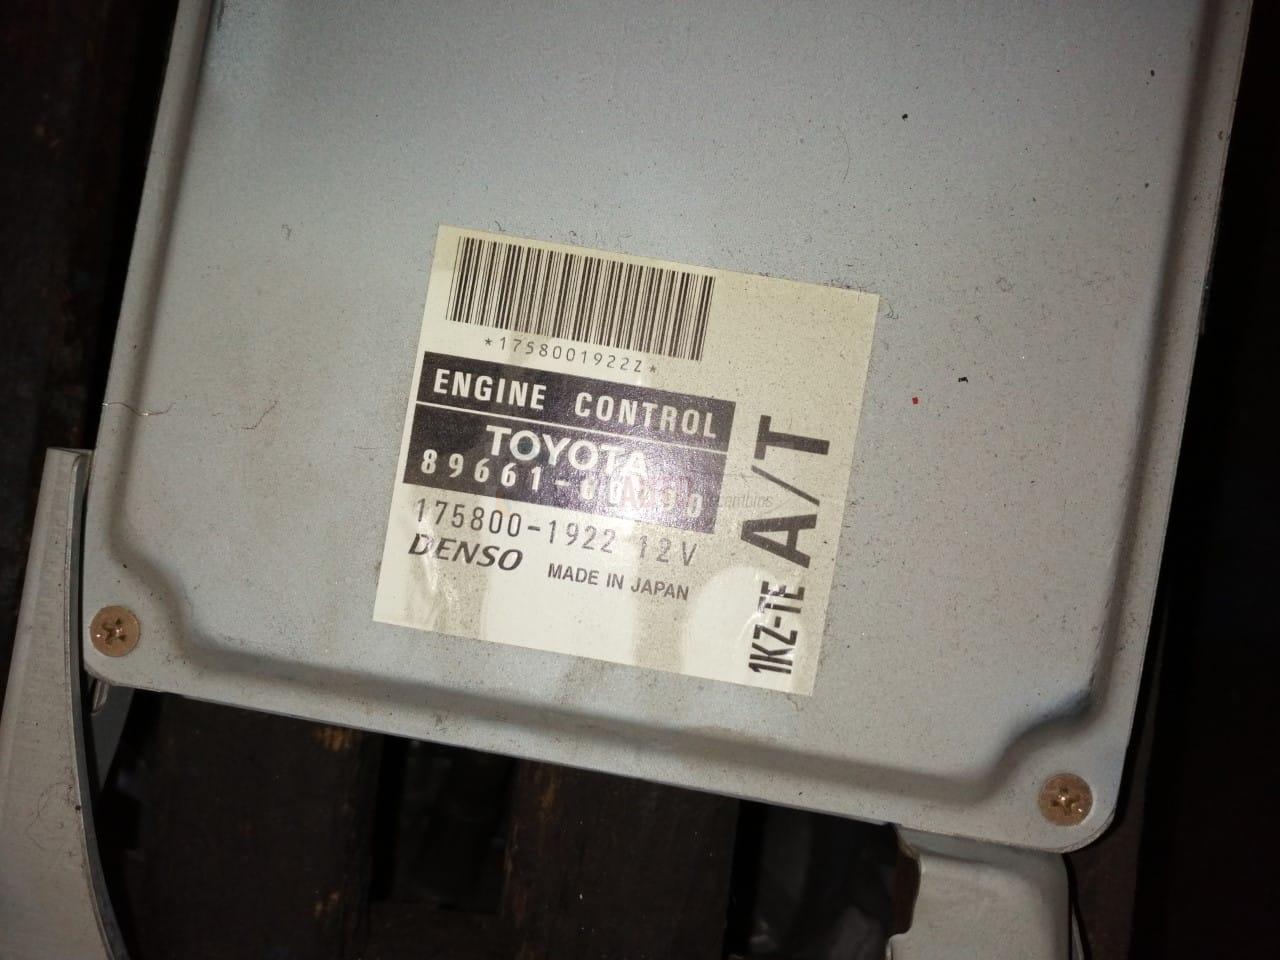 *1758001922Z*
ENGINE CONTROL
TOYOTA
175800-1922 12V
DENSO MADE IN JAPAN
A/T
1KZ-TE